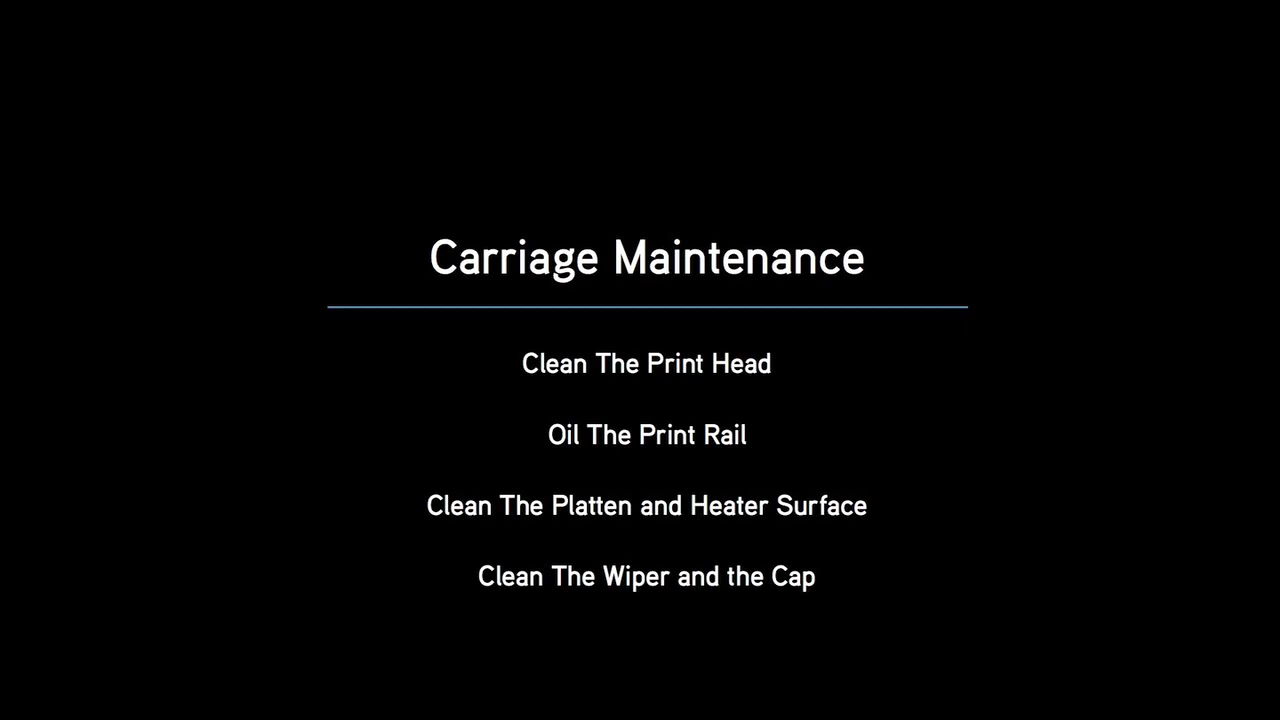 Carriage Maintenance
Clean The Print Head
Oil The Print Rail
Clean The Platten and Heater Surface
Clean The Wiper and the Cap